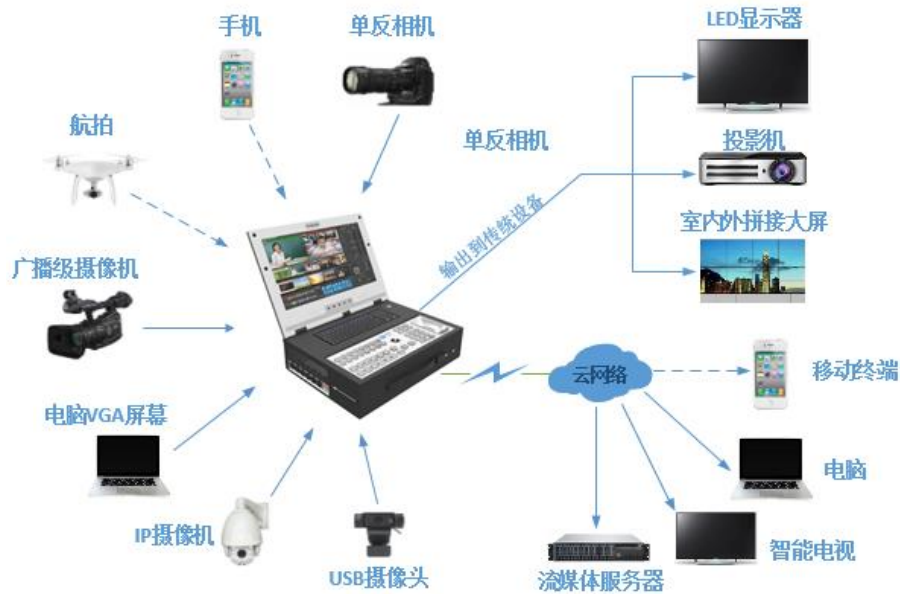 手机
单反相机
LED显示器
航拍
单反相机
投影机
输出到传统设备
室内外拼接大屏
广播级摄像机
云网络
移动终端
电脑VGA屏幕
电脑
IP摄像机
智能电视
USB摄像头
流媒体服务器